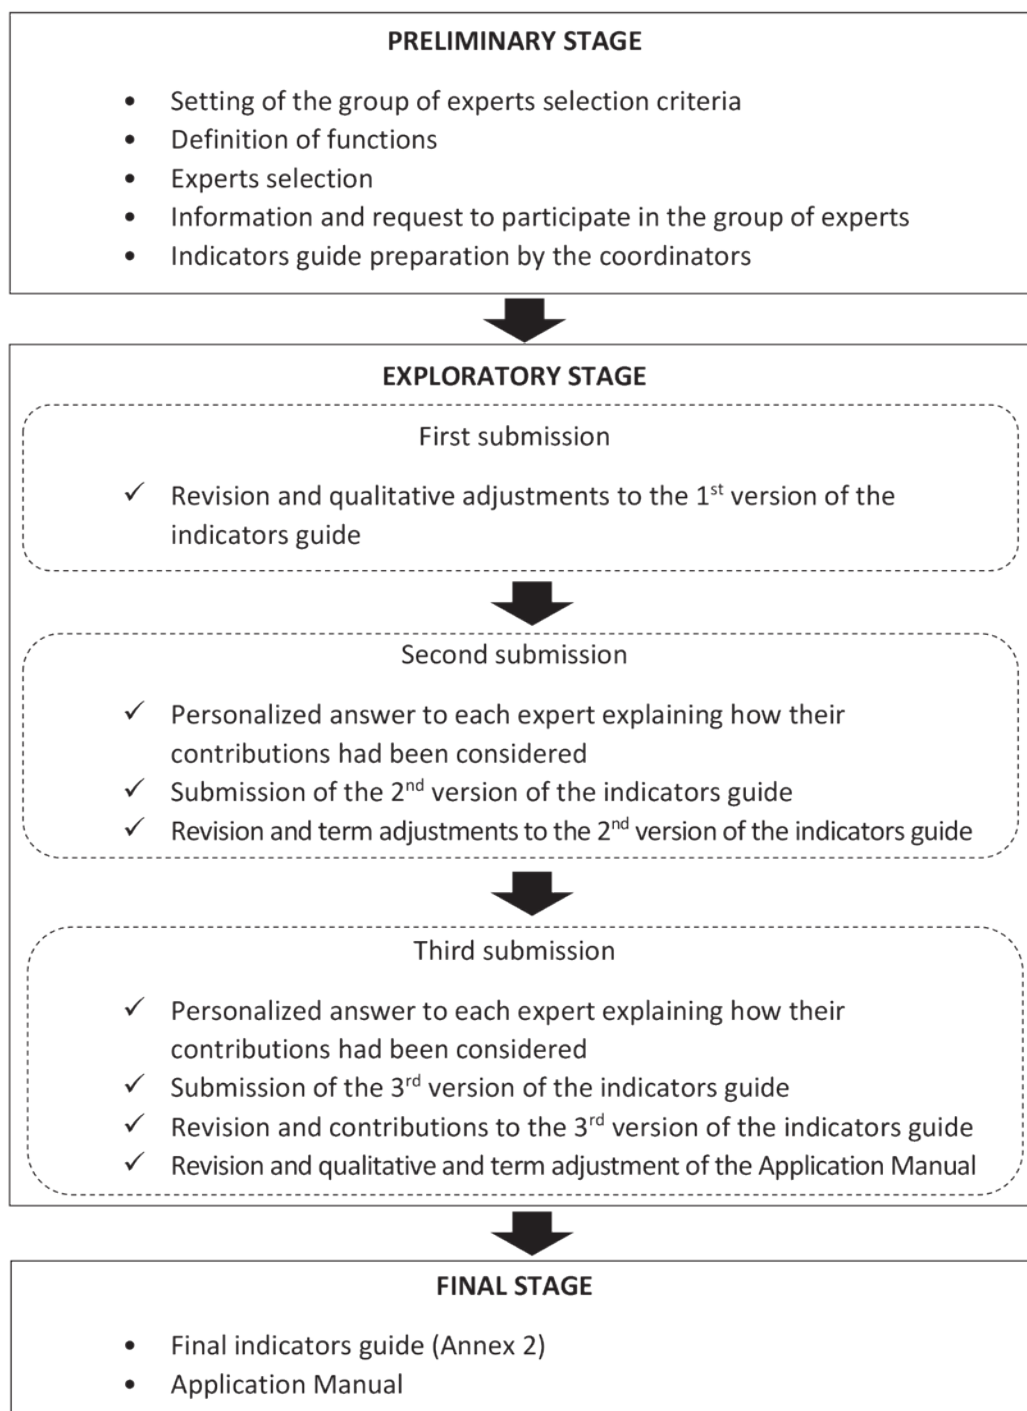 PRELIMINARY STAGE
• Setting of the group of experts selection criteria
• Definition of functions
• Experts selection
• Information and request to participate in the group of experts
• Indicators guide preparation by the coordinators
EXPLORATORY STAGE
First submission
✓ Revision and qualitative adjustments to the 1st version of the
indicators guide
Second submission
✓ Personalized answer to each expert explaining how their
contributions had been considered
✓ Submission of the 2nd version of the indicators guide
✓ Revision and term adjustments to the 2nd version of the indicators guide
Third submission
✓ Personalized answer to each expert explaining how their
contributions had been considered
✓ Submission of the 3rd version of the indicators guide
✓ Revision and contributions to the 3rd version of the indicators guide
✓ Revision and qualitative and term adjustment of the Application Manual
FINAL STAGE
• Final indicators guide (Annex 2)
• Application Manual